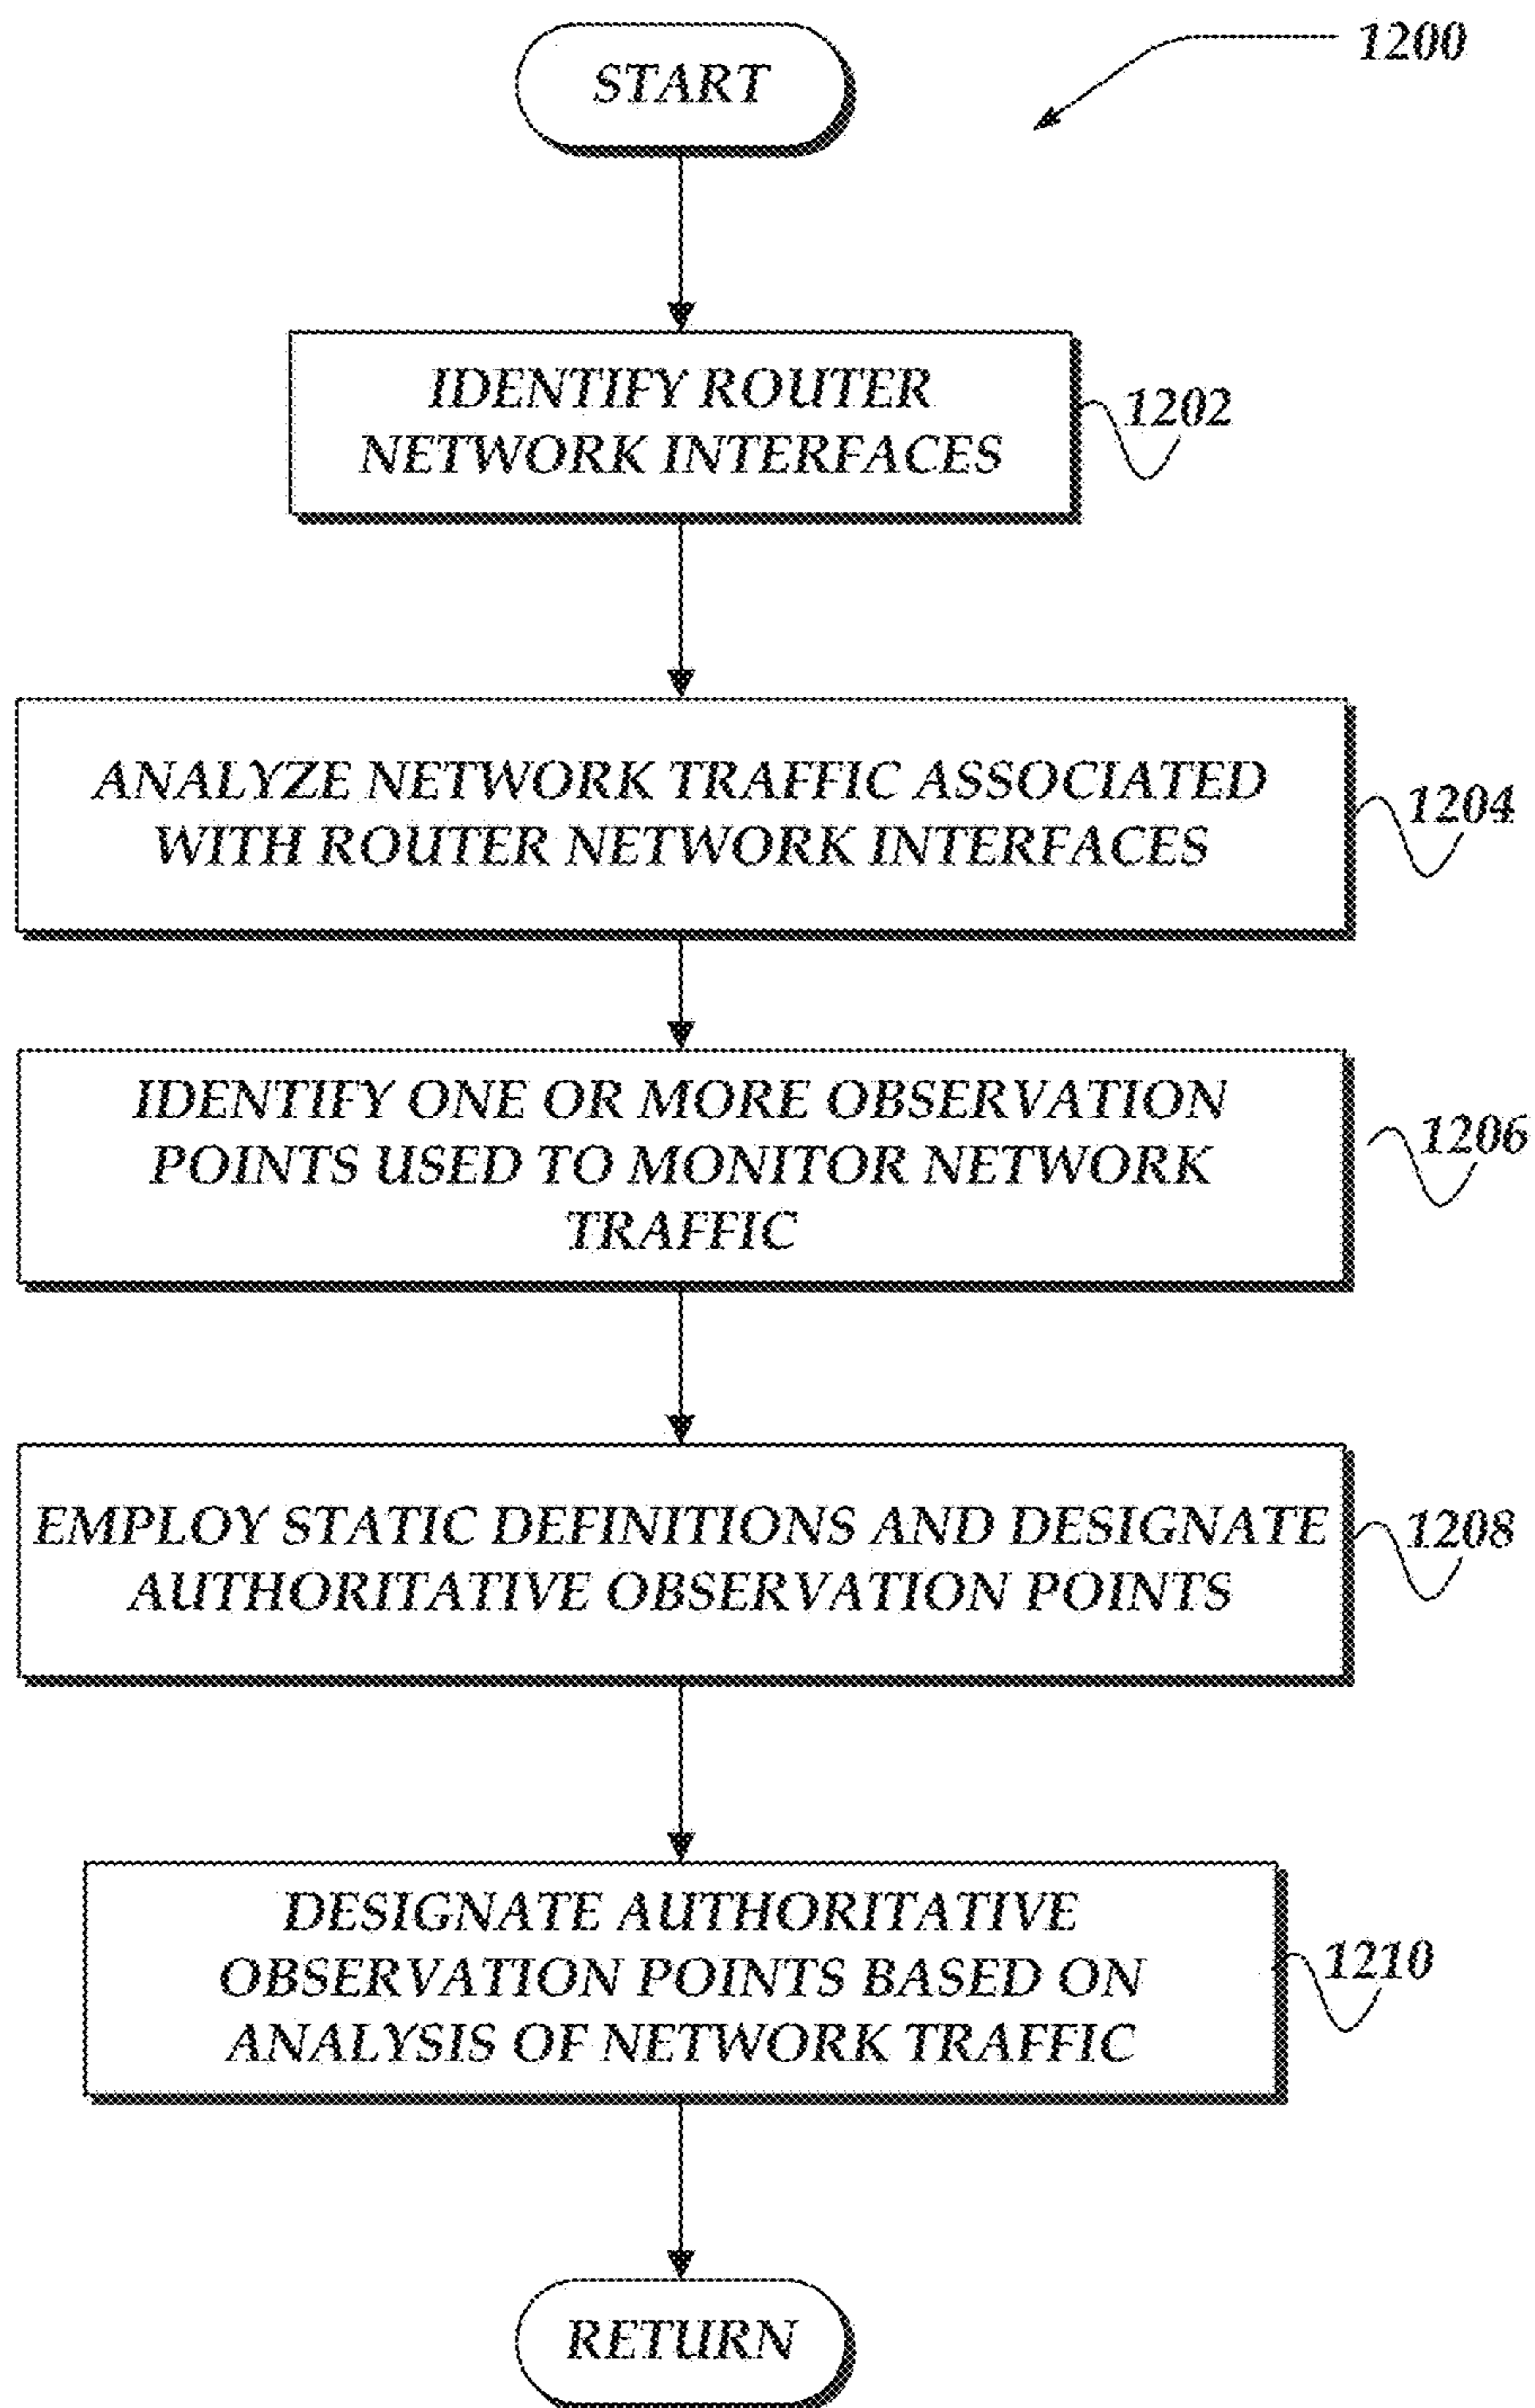 START
1200
IDENTIFY ROUTER
NETWORK INTERFACES
1202
ANALYZE NETWORK TRAFFIC ASSOCIATED
WITH ROUTER NETWORK INTERFACES
1204
IDENTIFY ONE OR MORE OBSERVATION
POINTS USED TO MONITOR NETWORK
TRAFFIC
1206
EMPLOY STATIC DEFINITIONS AND DESIGNATE
AUTHORITATIVE OBSERVATION POINTS
1208
DESIGNATE AUTHORITATIVE
OBSERVATION POINTS BASED ON
ANALYSIS OF NETWORK TRAFFIC
1210
RETURN